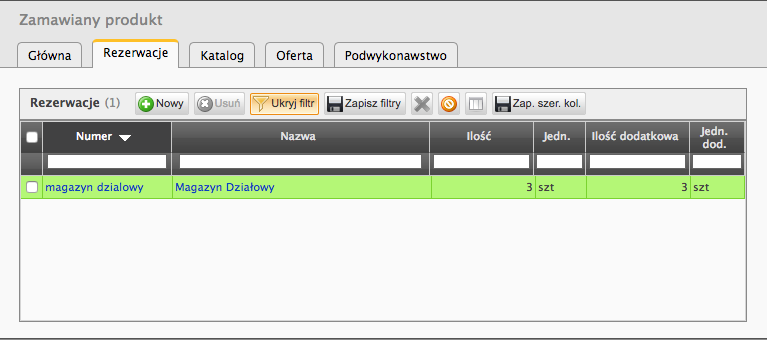 Zamawiany produkt
Główna Rezerwacje Katalog Oferta Podwykonawstwo
Rezerwacje (1) Nowy Usuń Ukryj filtr Zapisz filtry Zap. szer. kol.
Numer Nazwa Ilość Jedn. Ilość dodatkowa Jedn. dod.
magazyn dzialowy Magazyn Działowy 3 szt 3 szt